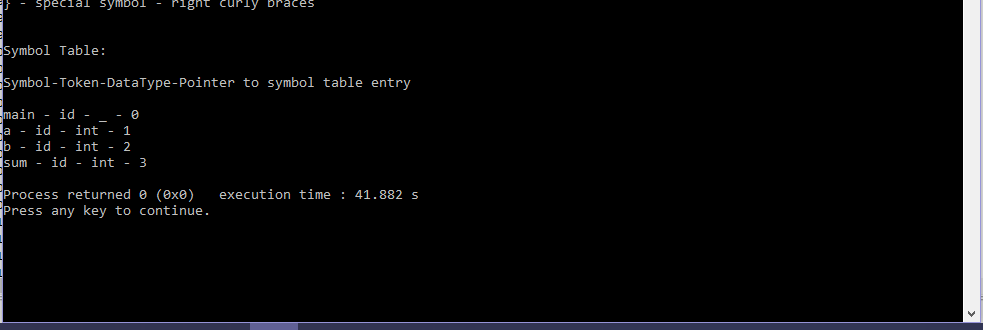 } - special symbol - right curly braces
Symbol Table:
Symbol-Token-DataType-Pointer to symbol table entry
main - id - _ - 0
a - id - int - 1
b - id - int - 2
sum - id - int - 3
Process returned 0 (0x0)   execution time : 41.882 s
Press any key to continue.